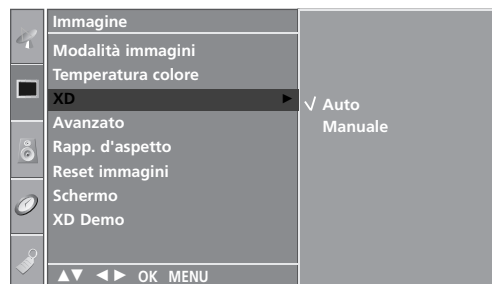 Immagine
Modalità immagini
Temperatura colore
XD ►
Avanzato
Rapp. d'aspetto
Reset immagini
Schermo
XD Demo
▲▼ ◄► OK MENU
√ Auto
Manuale